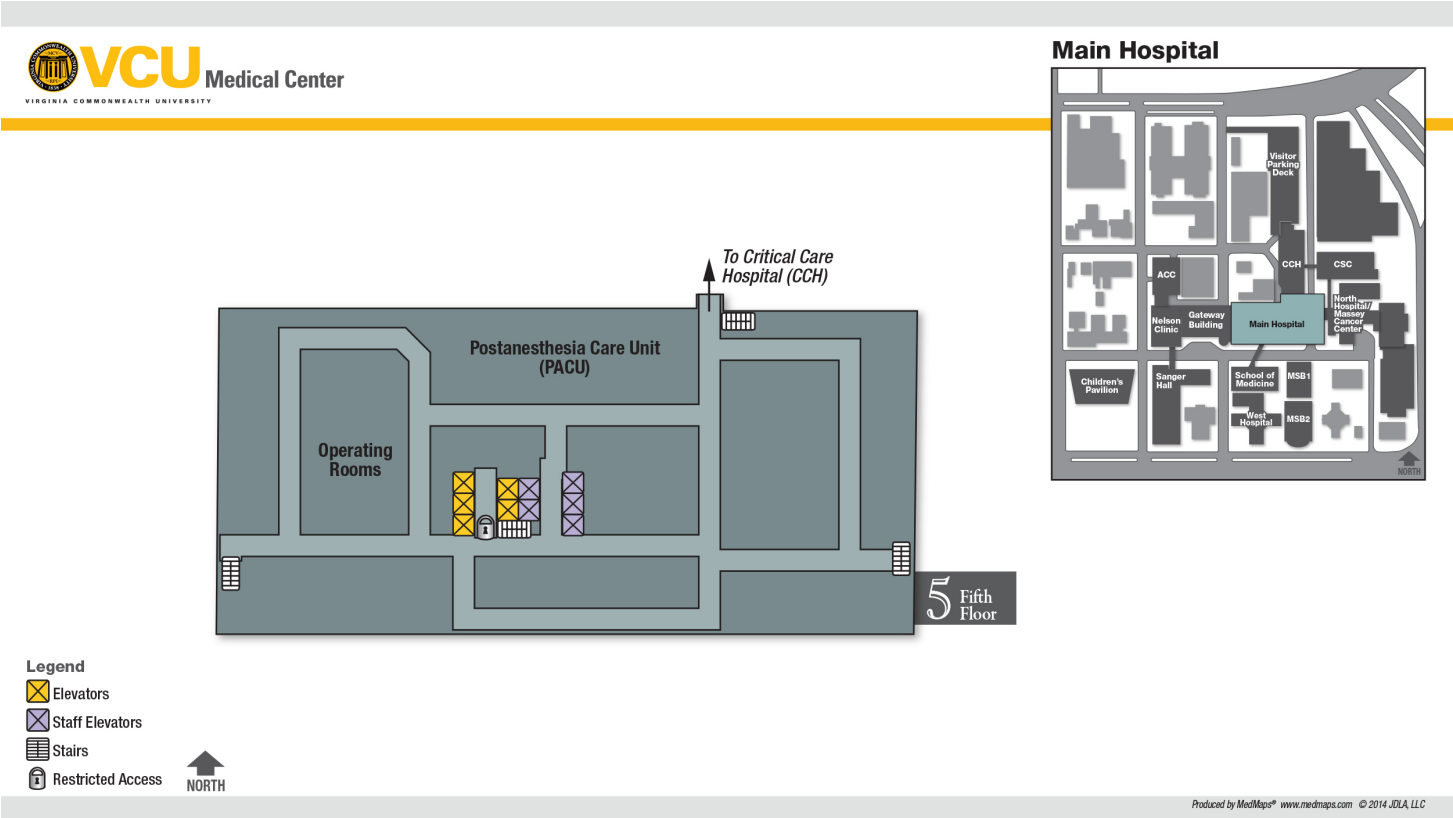 VCU Medical Center
VIRGINIA COMMONWEALTH UNIVERSITY
Main Hospital
Visitor
Parking
Deck
CCH
CSC
ACC
North
Hospital/
Massey
Cancer
Center
Nelson
Clinic
Gateway
Building
Main Hospital
Children's
Pavilion
Sanger
Hall
School of
Medicine
MSB1
West
Hospital
MSB2
NORTH
To Critical Care
Hospital (CCH)
Postanesthesia Care Unit
(PACU)
Operating
Rooms
5 Fifth
Floor
Legend
Elevators
Staff Elevators
Stairs
Restricted Access
NORTH
Produced by MedMaps® www.medmaps.com © 2014 JDLA, LLC